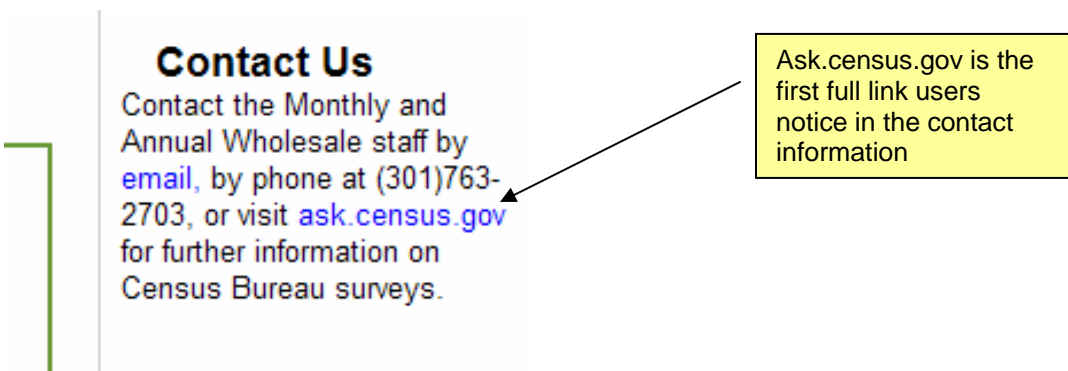 Contact Us
Contact the Monthly and
Annual Wholesale staff by
email, by phone at (301)763-
2703, or visit ask.census.gov
for further information on
Census Bureau surveys.
Ask.census.gov is the
first full link users
notice in the contact
information